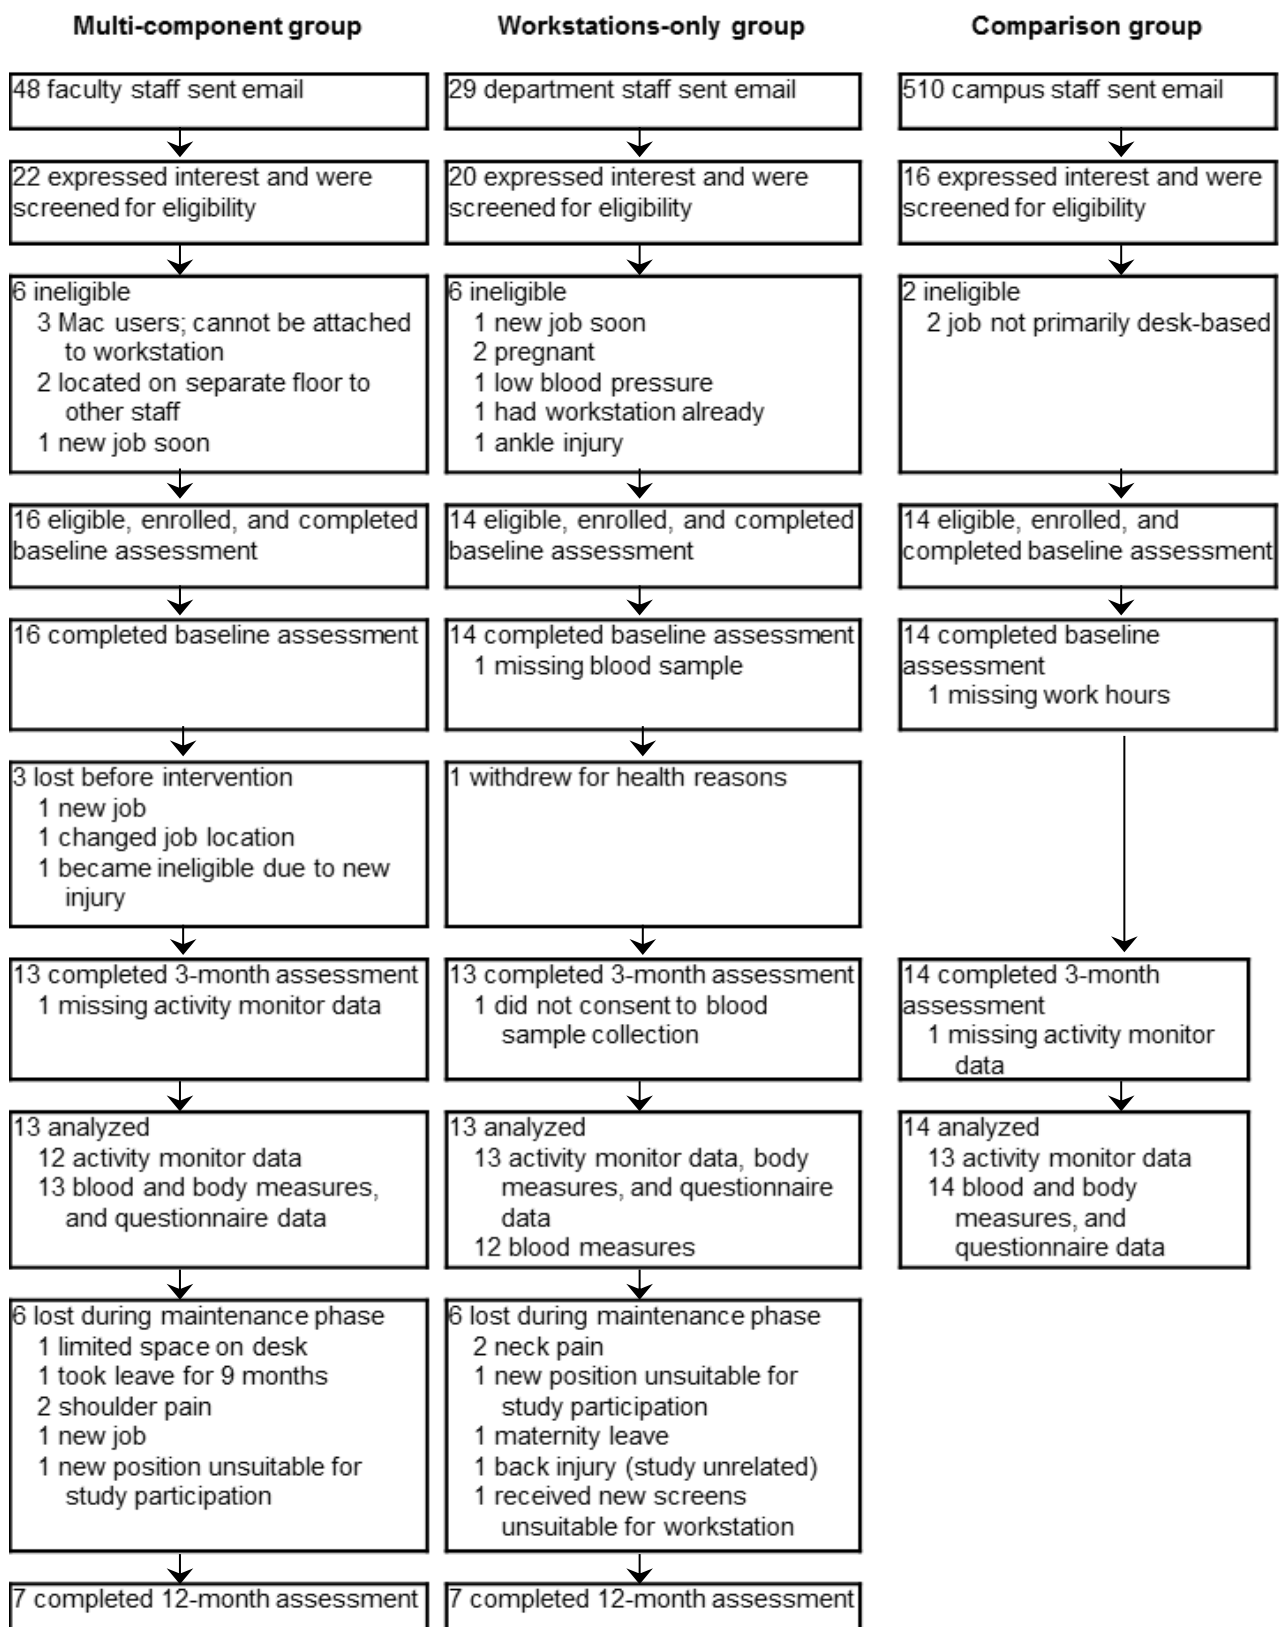 Multi-component group
Workstations-only group
Comparison group
48 faculty staff sent email
29 department staff sent email
510 campus staff sent email
22 expressed interest and were
screened for eligibility
20 expressed interest and were
screened for eligibility
16 expressed interest and were
screened for eligibility
6 ineligible
3 Mac users; cannot be attached
to workstation
2 located on separate floor to
other staff
1 new job soon
6 ineligible
1 new job soon
2 pregnant
1 low blood pressure
1 had workstation already
1 ankle injury
2 ineligible
2 job not primarily desk-based
16 eligible, enrolled, and completed
baseline assessment
14 eligible, enrolled, and completed
baseline assessment
14 eligible, enrolled, and
completed baseline assessment
16 completed baseline assessment
14 completed baseline assessment
1 missing blood sample
14 completed baseline
assessment
1 missing work hours
3 lost before intervention
1 new job
1 changed job location
1 became ineligible due to new
injury
1 withdrew for health reasons
13 completed 3-month assessment
1 missing activity monitor data
13 completed 3-month assessment
1 did not consent to blood
sample collection
14 completed 3-month
assessment
1 missing activity monitor
data
13 analyzed
12 activity monitor data
13 blood and body measures,
and questionnaire data
13 analyzed
13 activity monitor data, body
measures, and questionnaire
data
12 blood measures
14 analyzed
13 activity monitor data
14 blood and body
measures, and
questionnaire data
6 lost during maintenance phase
1 limited space on desk
1 took leave for 9 months
2 shoulder pain
1 new job
1 new position unsuitable for
study participation
6 lost during maintenance phase
2 neck pain
1 new position unsuitable for
study participation
1 maternity leave
1 back injury (study unrelated)
1 received new screens
unsuitable for workstation
7 completed 12-month assessment
7 completed 12-month assessment